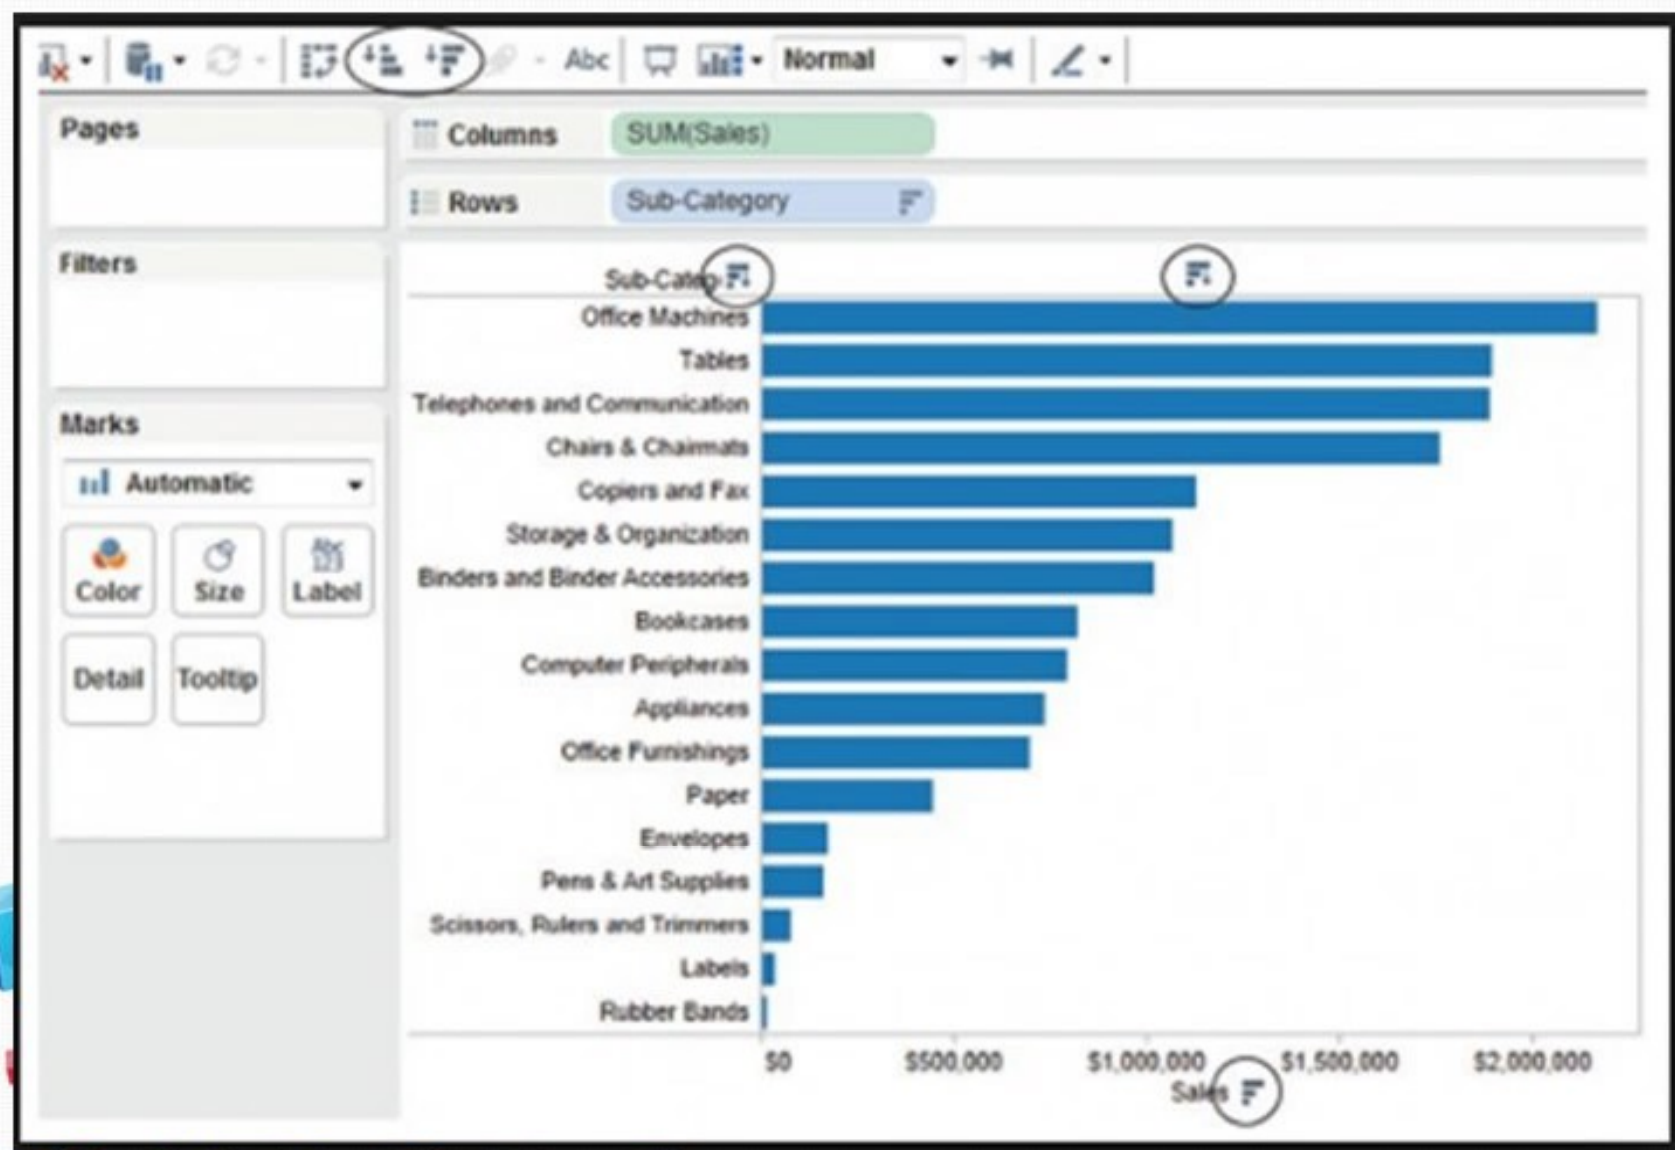 Abc
Normal
Pages
Columns
SUM(Sales)
Rows
Sub-Category
Filters
Sub-Categ
Office Machines
Tables
Telephones and Communication
Marks
Chairs & Chairmats
Automatic
Copiers and Fax
Storage & Organization
Color Size Label
Binders and Binder Accessories
Bookcases
Computer Peripherals
Detail Tooltip
Appliances
Office Furnishings
Paper
Envelopes
Pens & Art Supplies
Scissors, Rulers and Trimmers
Labels
Rubber Bands
$0 $500,000 $1,000,000 $1,500,000 $2,000,000
Sales